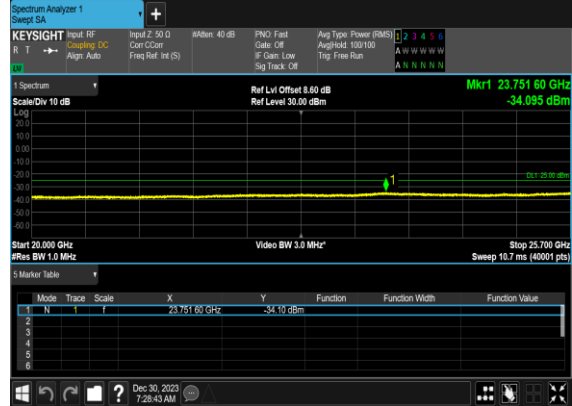 Spectrum Analyzer 1
Swept SA
+
KEYSIGHT Input: RF Input Z: 50 Ω #Atten: 40 dB PNO: Fast Avg Type: Power (RMS) 1 2 3 4 5 6
R T Coupling: DC Corr CCorr Gate: Off Avg|Hold: 100/100 A W W W W W
Align: Auto Freq Ref: Int (S) IF Gain: Low Trig: Free Run
Sig Track: Off A N N N N N
1 Spectrum Ref Lvl Offset 8.60 dB Mkr1 23.751 60 GHz
Scale/Div 10 dB Ref Level 30.00 dBm -34.095 dBm
Log
20.0
10.0
0.00
-10.0
-20.0
DL1 -25.00 dBm
1
-30.0
-40.0
-50.0
-60.0
Start 20.000 GHz Video BW 3.0 MHz* Stop 25.700 GHz
#Res BW 1.0 MHz Sweep 10.7 ms (40001 pts)
5 Marker Table
Mode Trace Scale X Y Function Function Width Function Value
1 N 1 f 23.751 60 GHz -34.10 dBm
2
3
4
5
6
? Dec 30, 2023
7:28:43 AM